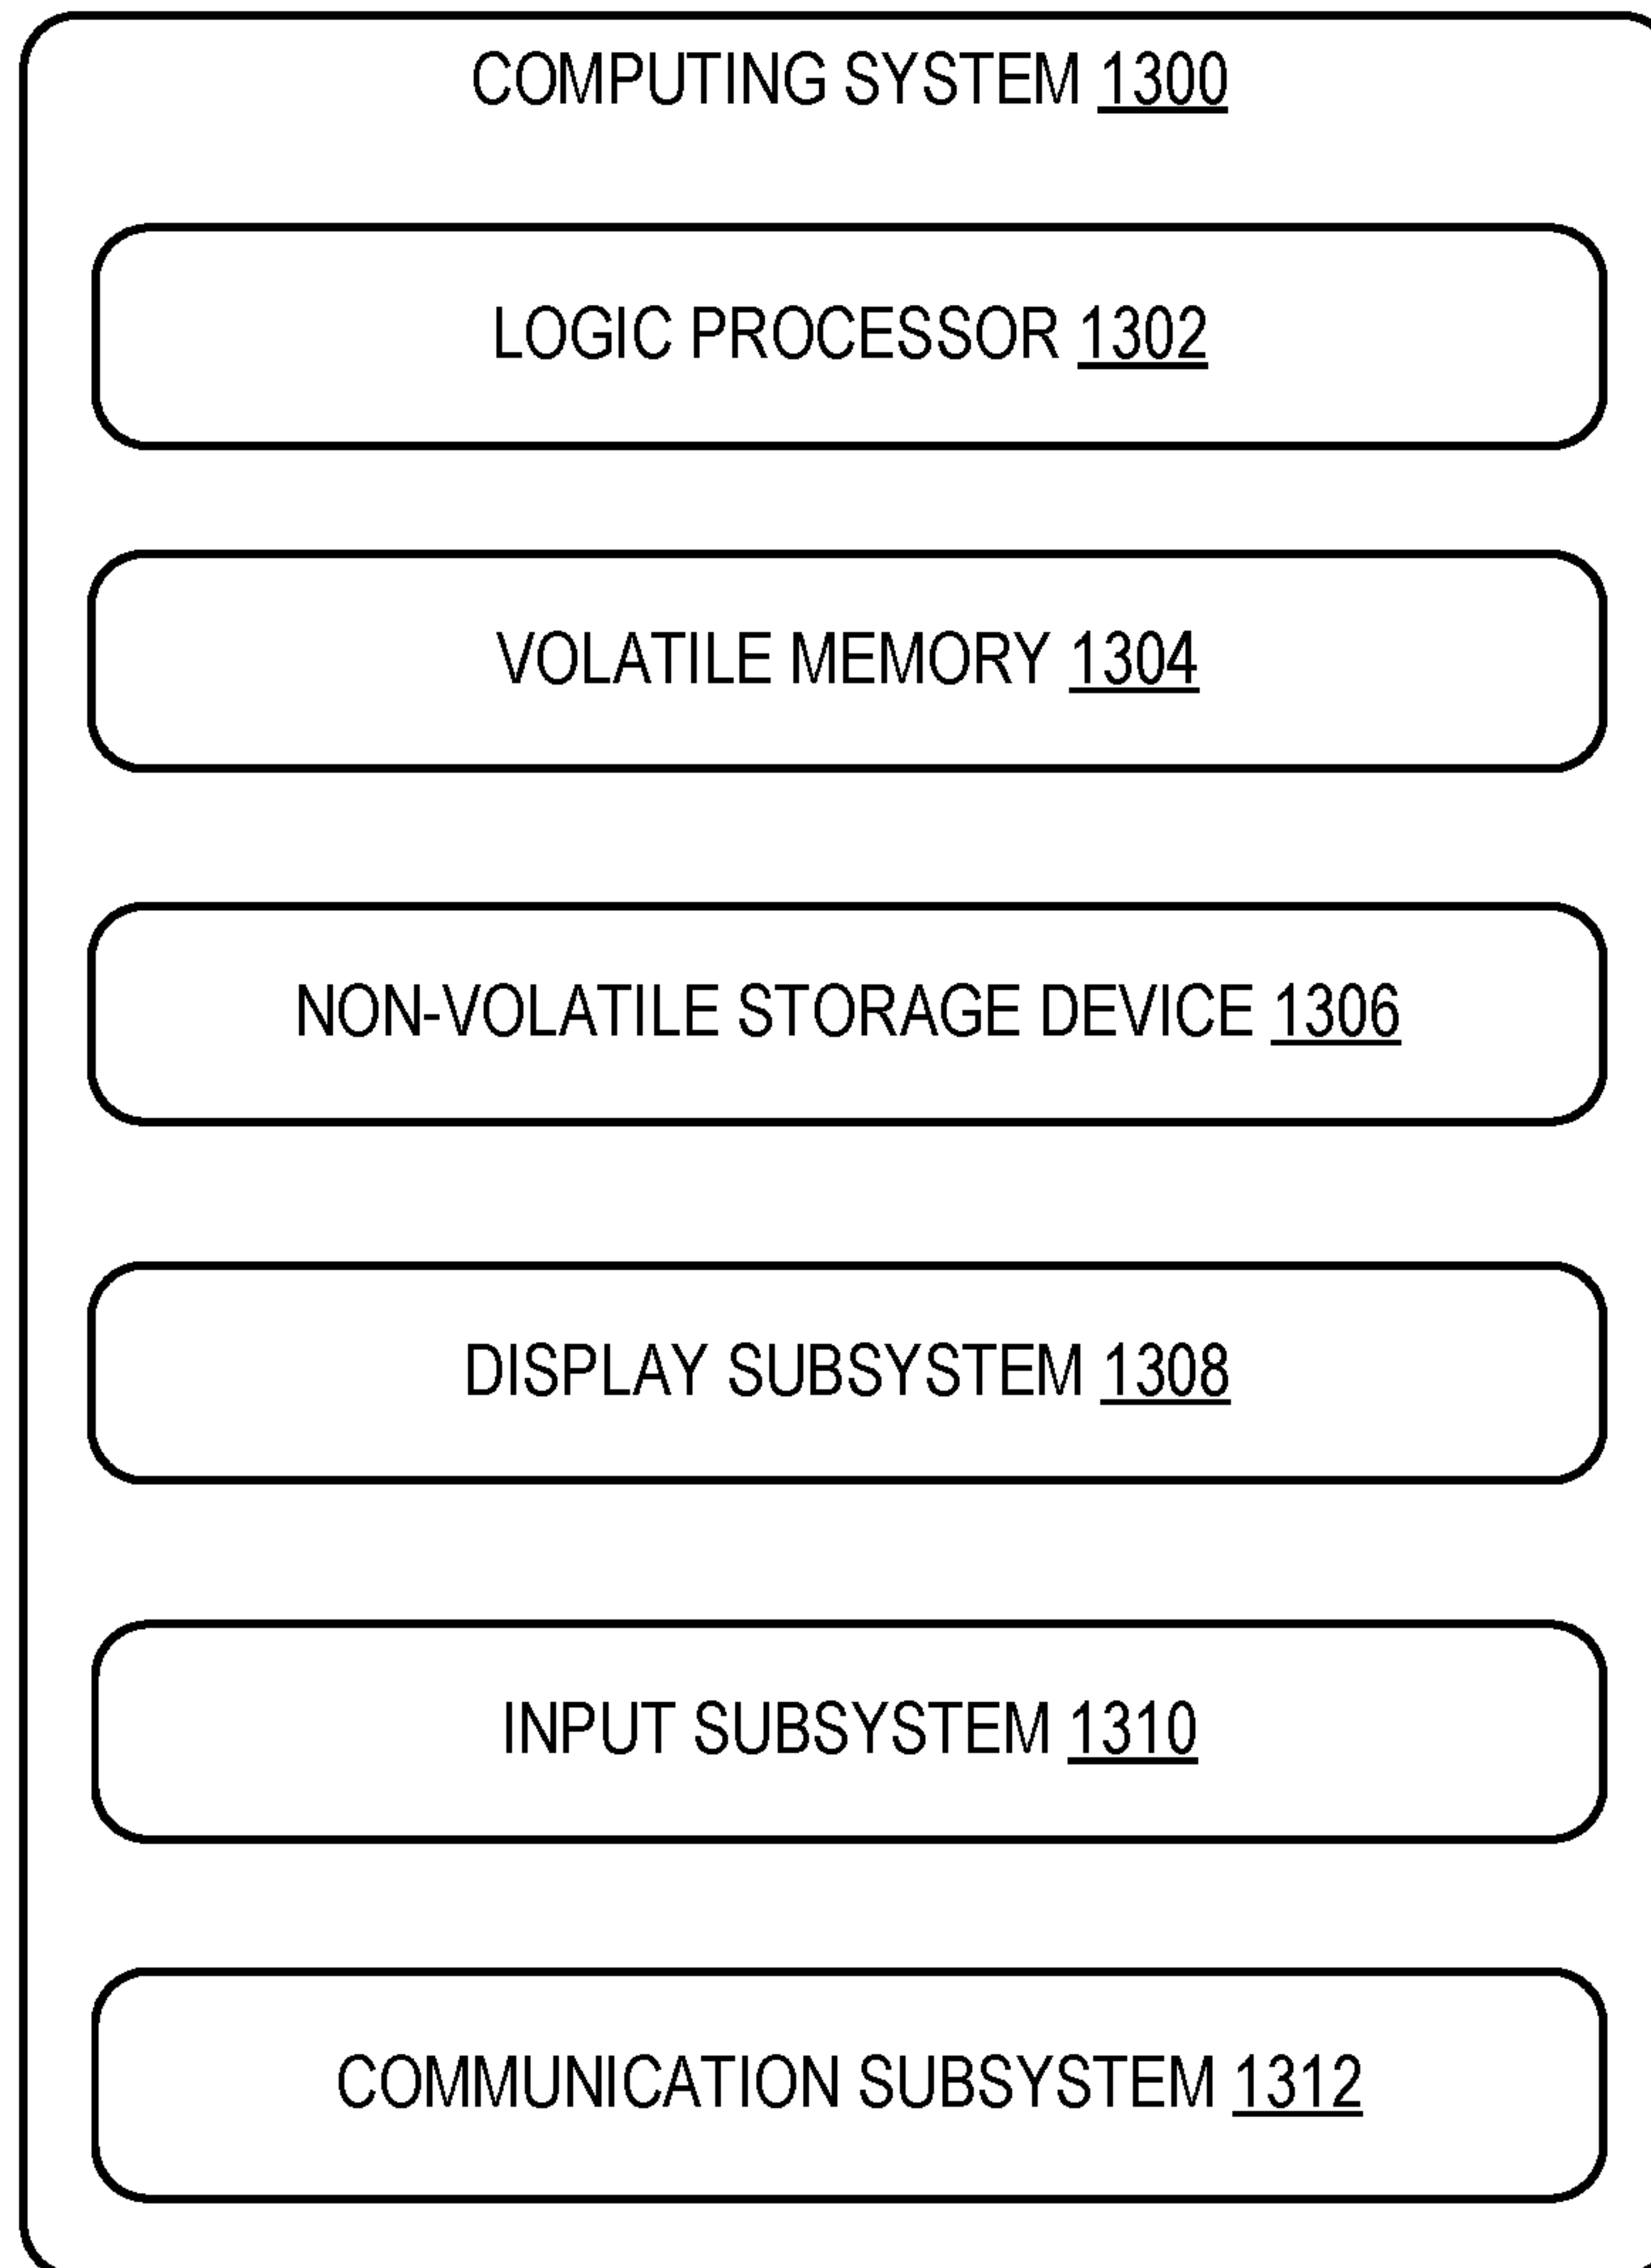 COMPUTING SYSTEM 1300
LOGIC PROCESSOR 1302
VOLATILE MEMORY 1304
NON-VOLATILE STORAGE DEVICE 1306
DISPLAY SUBSYSTEM 1308
INPUT SUBSYSTEM 1310
COMMUNICATION SUBSYSTEM 1312